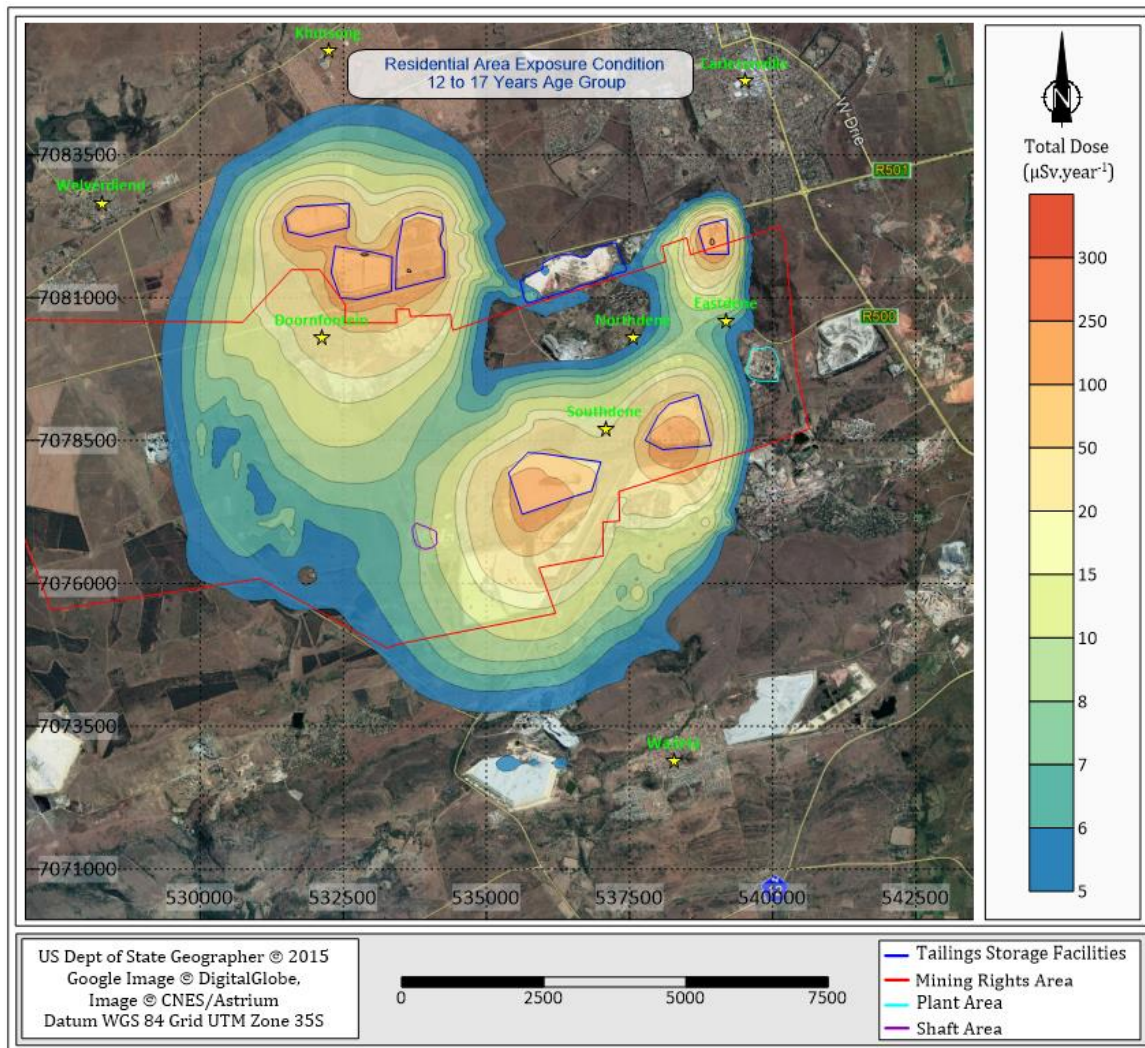 Khutsong
Residential Area Exposure Condition
12 to 17 Years Age Group
Carletonville
W-Drie
7083500
Welverdiend
R501
7081000
Doornfontein
Northdene
Eastdene
R500
Southdene
7078500
7076000
7073500
Wadela
7071000
530000
532500
535000
537500
540000
542500
N
Total Dose
(µSv.year⁻¹)
300
250
100
50
20
15
10
8
7
6
5
US Dept of State Geographer © 2015
Google Image © DigitalGlobe,
Image © CNES/Astrium
Datum WGS 84 Grid UTM Zone 35S
0
2500
5000
7500
Tailings Storage Facilities
Mining Rights Area
Plant Area
Shaft Area